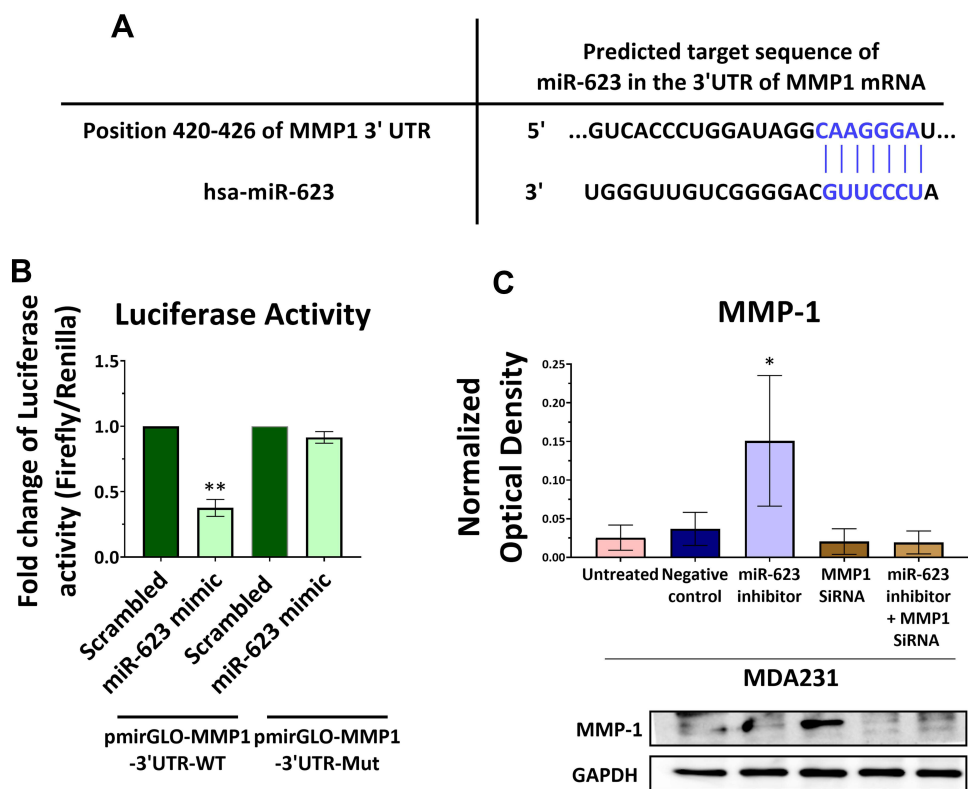 A
Predicted target sequence of
miR-623 in the 3'UTR of MMP1 mRNA
Position 420-426 of MMP1 3' UTR
5' ...GUCACCCUGGAUAGGCAAGGGAU...
hsa-miR-623
3' UGGGUUGUCGGGGACGUUCCCUA
B
Luciferase Activity
Fold change of Luciferase
activity (Firefly/Renilla)
1.5
1.0
0.5
0.0
**
Scrambled
miR-623 mimic
Scrambled
miR-623 mimic
pmirGLO-MMP1
-3'UTR-WT
pmirGLO-MMP1
-3'UTR-Mut
C
MMP-1
Normalized
Optical Density
0.25
0.20
0.15
0.10
0.05
0.00
*
Untreated
Negative
control
miR-623
inhibitor
MMP1
SiRNA
miR-623
inhibitor
+ MMP1
SiRNA
MDA231
MMP-1
GAPDH